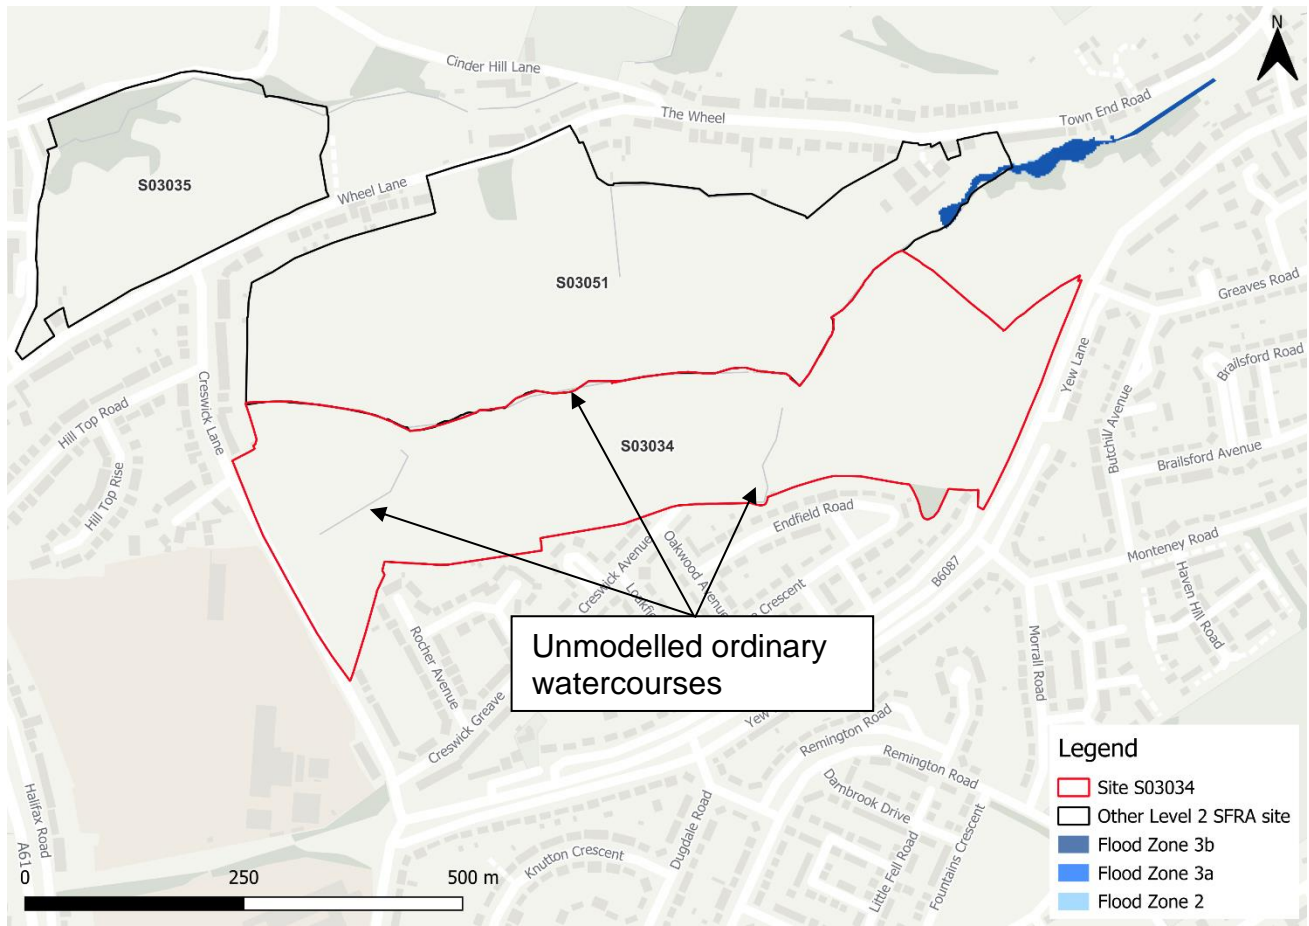 N
Cinder Hill Lane
The Wheel
Town End Road
S03035
Wheel Lane
S03051
Greaves Road
Yew Lane
Brailsford Road
Creswick Lane
Hill Top Road
Butchill Avenue
S03034
Brailsford Avenue
Hill Top Rise
Endfield Road
Oakwood Avenue
Creswick Avenue
Monteney Road
B6087
Haven Hill Road
Crescent
Unmodelled ordinary
watercourses
Rocher Avenue
Morrall Road
Creswick Greave
Yew
Remington Road
Remington Road
Dambrook Drive
Halifax Road
A61
Dugdale Road
Knutton Crescent
Little Fell Road
Fountains Crescent
Legend
Site S03034
Other Level 2 SFRA site
Flood Zone 3b
Flood Zone 3a
Flood Zone 2
0
250
500 m